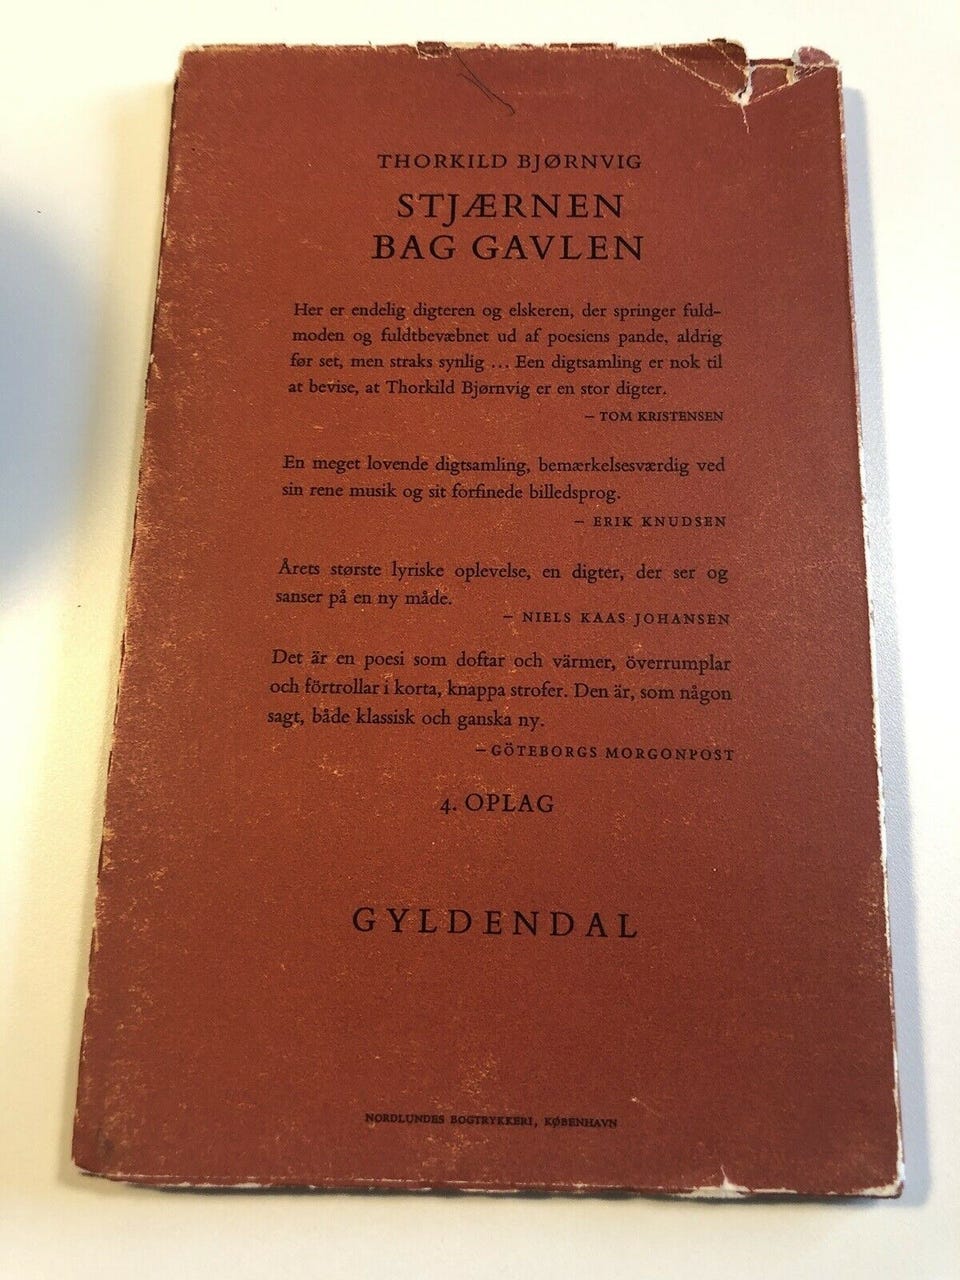 THORKILD BJØRNVIG
STJÆRNEN
BAG GAVLEN
Her er endelig digteren og elskeren, der springer fuld-
moden og fuldtbevæbnet ud af poesiens pande, aldrig
før set, men straks synlig ... Een digtsamling er nok til
at bevise, at Thorkild Bjørnvig er en stor digter.
– TOM KRISTENSEN
En meget lovende digtsamling, bemærkelsesværdig ved
sin rene musik og sit forfinede billedsprog.
– ERIK KNUDSEN
Årets største lyriske oplevelse, en digter, der ser og
sanser på en ny måde.
– NIELS KAAS JOHANSEN
Det är en poesi som doftar och värmer, överrumplar
och förtrollar i korta, knappa strofer. Den är, som någon
sagt, både klassisk och ganska ny.
– GÖTEBORGS MORGONPOST
4. OPLAG
GYLDENDAL
NORDLUNDES BOGTRYKKERI, KØBENHAVN